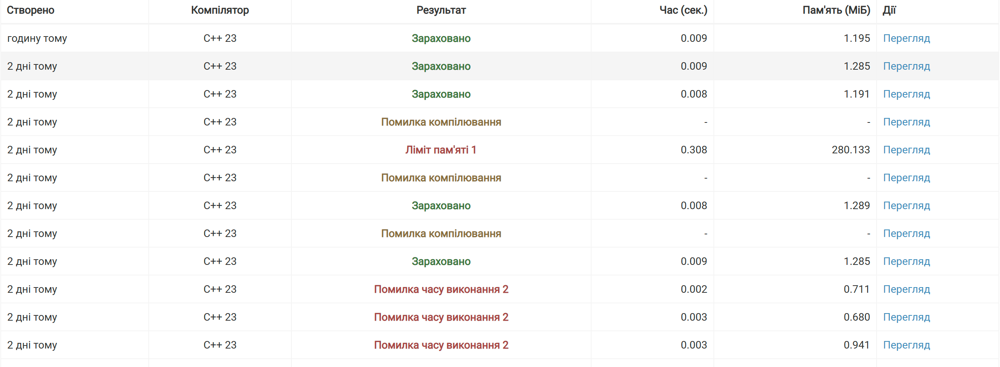 Створено Компілятор Результат Час (сек.) Пам'ять (МіБ) Дії
годину тому C++ 23 Зараховано 0.009 1.195 Перегляд
2 дні тому C++ 23 Зараховано 0.009 1.285 Перегляд
2 дні тому C++ 23 Зараховано 0.008 1.191 Перегляд
2 дні тому C++ 23 Помилка компілювання - - Перегляд
2 дні тому C++ 23 Ліміт пам'яті 1 0.308 280.133 Перегляд
2 дні тому C++ 23 Помилка компілювання - - Перегляд
2 дні тому C++ 23 Зараховано 0.008 1.289 Перегляд
2 дні тому C++ 23 Помилка компілювання - - Перегляд
2 дні тому C++ 23 Зараховано 0.009 1.285 Перегляд
2 дні тому C++ 23 Помилка часу виконання 2 0.002 0.711 Перегляд
2 дні тому C++ 23 Помилка часу виконання 2 0.003 0.680 Перегляд
2 дні тому C++ 23 Помилка часу виконання 2 0.003 0.941 Перегляд